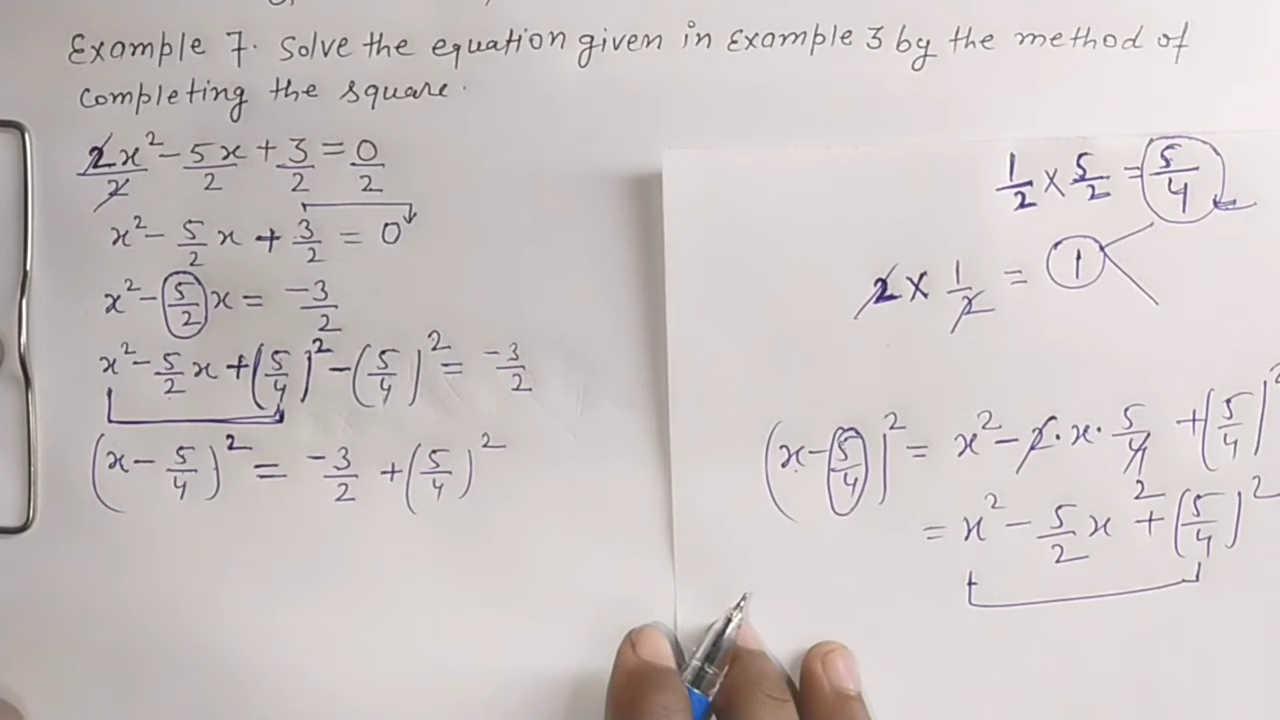 Example 7. Solve the equation given in Example 3 by the method of
completing the square.
2x²/2 - 5x/2 + 3/2 = 0/2
x² - 5/2 x + 3/2 = 0
x² - 5/2 x = -3/2
x² - 5/2 x + (5/4)² - (5/4)² = -3/2
(x - 5/4)² = -3/2 + (5/4)²
1/2 × 5/2 = 5/4
2 × 1/2 = 1
(x - 5/4)² = x² - 2·x·5/4 + (5/4)²
2
= x² - 5/2 x + (5/4)²